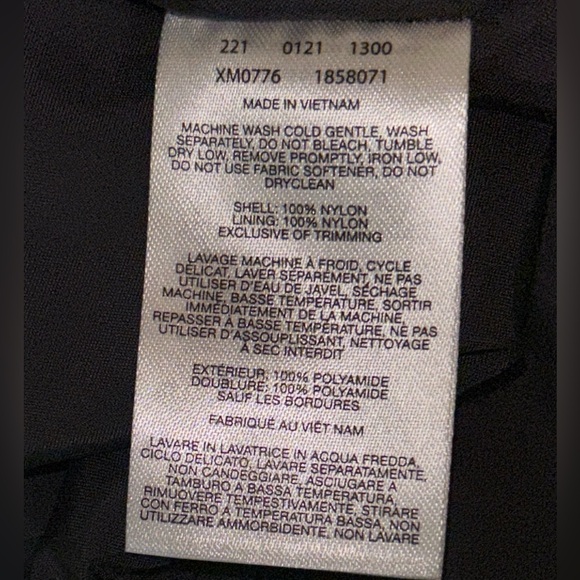 221 0121 1300
XM0776 1858071
MADE IN VIETNAM
MACHINE WASH COLD GENTLE, WASH
SEPARATELY, DO NOT BLEACH, TUMBLE
DRY LOW, REMOVE PROMPTLY, IRON LOW,
DO NOT USE FABRIC SOFTENER, DO NOT
DRYCLEAN
SHELL: 100% NYLON
LINING: 100% NYLON
EXCLUSIVE OF TRIMMING
LAVAGE MACHINE À FROID, CYCLE
DÉLICAT, LAVER SÉPARÉMENT, NE PAS
UTILISER D'EAU DE JAVEL, SÉCHAGE
MACHINE, BASSE TEMPÉRATURE, SORTIR
IMMÉDIATEMENT DE LA MACHINE,
REPASSER À BASSE TEMPÉRATURE, NE PAS
UTILISER D'ASSOUPLISSANT, NETTOYAGE
À SEC INTERDIT
EXTÉRIEUR: 100% POLYAMIDE
DOUBLURE: 100% POLYAMIDE
SAUF LES BORDURES
FABRIQUÉ AU VIÊT NAM
LAVARE IN LAVATRICE IN ACQUA FREDDA,
CICLO DELICATO, LAVARE SEPARATAMENTE,
NON CANDEGGIARE, ASCIUGARE A
TAMBURO A BASSA TEMPERATURA,
RIMUOVERE TEMPESTIVAMENTE, STIRARE
CON FERRO A TEMPERATURA BASSA, NON
UTILIZZARE AMMORBIDENTE, NON LAVARE